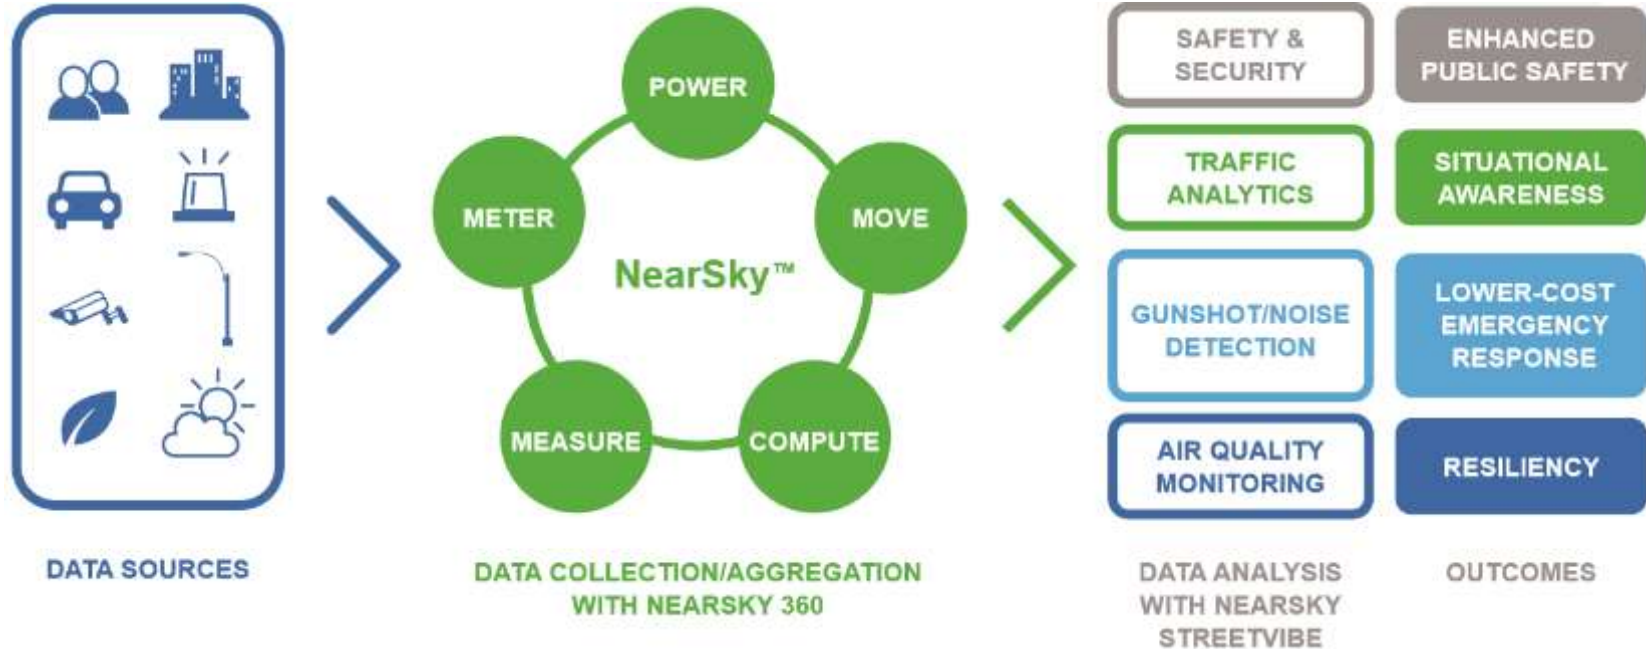 POWER
METER
MOVE
NearSky™
MEASURE
COMPUTE
SAFETY &
SECURITY
ENHANCED
PUBLIC SAFETY
TRAFFIC
ANALYTICS
SITUATIONAL
AWARENESS
GUNSHOT/NOISE
DETECTION
LOWER-COST
EMERGENCY
RESPONSE
AIR QUALITY
MONITORING
RESILIENCY
DATA SOURCES
DATA COLLECTION/AGGREGATION
WITH NEARSKY 360
DATA ANALYSIS
WITH NEARSKY
STREETVIBE
OUTCOMES